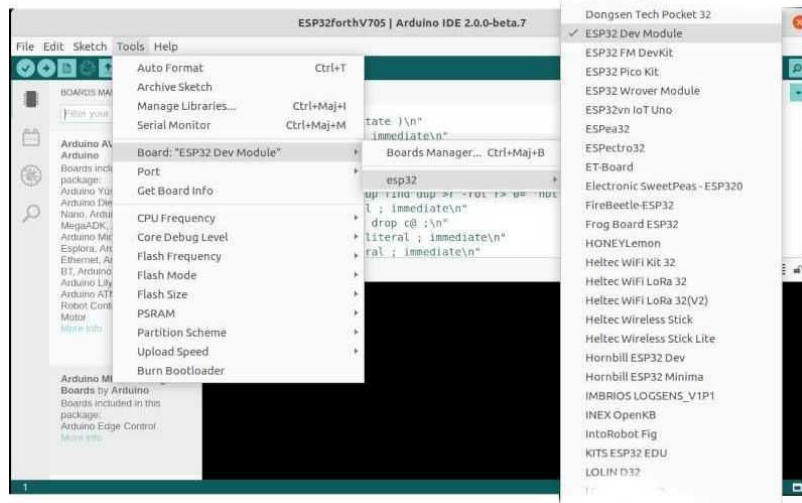 ESP32forthV705 | Arduino IDE 2.0.0-beta.7
File Edit Sketch Tools Help
BOARDS MA
Filter your
Arduino AV
Arduino
Boards inclu
package:
Arduino Yún
Arduino Die
Nano, Ardui
MegaADK,
Arduino Mic
Esplora, Ard
Ethernet, Ar
BT, Arduino
Arduino Lily
Arduino ATM
Robot Cont
Motor
More info
Arduino M
Boards by Arduino
Boards included in this
package:
Arduino Edge Control
More info
Auto Format Ctrl+T
Archive Sketch
Manage Libraries... Ctrl+Maj+I
Serial Monitor Ctrl+Maj+M
Board: "ESP32 Dev Module"
Port
Get Board Info
CPU Frequency
Core Debug Level
Flash Frequency
Flash Mode
Flash Size
PSRAM
Partition Scheme
Upload Speed
Burn Bootloader
tate )\n"
; immediate\n"
Boards Manager... Ctrl+Maj+B
esp32
l ; immediate\n"
drop c@ ;\n"
literal ; immediate\n"
ral ; immediate\n"
Dongsen Tech Pocket 32
✓ ESP32 Dev Module
ESP32 FM DevKit
ESP32 Pico Kit
ESP32 Wrover Module
ESP32vn IoT Uno
ESPea32
ESPectro32
ET-Board
Electronic SweetPeas - ESP320
FireBeetle-ESP32
Frog Board ESP32
HONEYLemon
Heltec WiFi Kit 32
Heltec WiFi LoRa 32
Heltec WiFi LoRa 32(V2)
Heltec Wireless Stick
Heltec Wireless Stick Lite
Hornbill ESP32 Dev
Hornbill ESP32 Minima
IMBRIOS LOGSENS_V1P1
INEX OpenKB
IntoRobot Fig
KITS ESP32 EDU
LOLIN D32
1